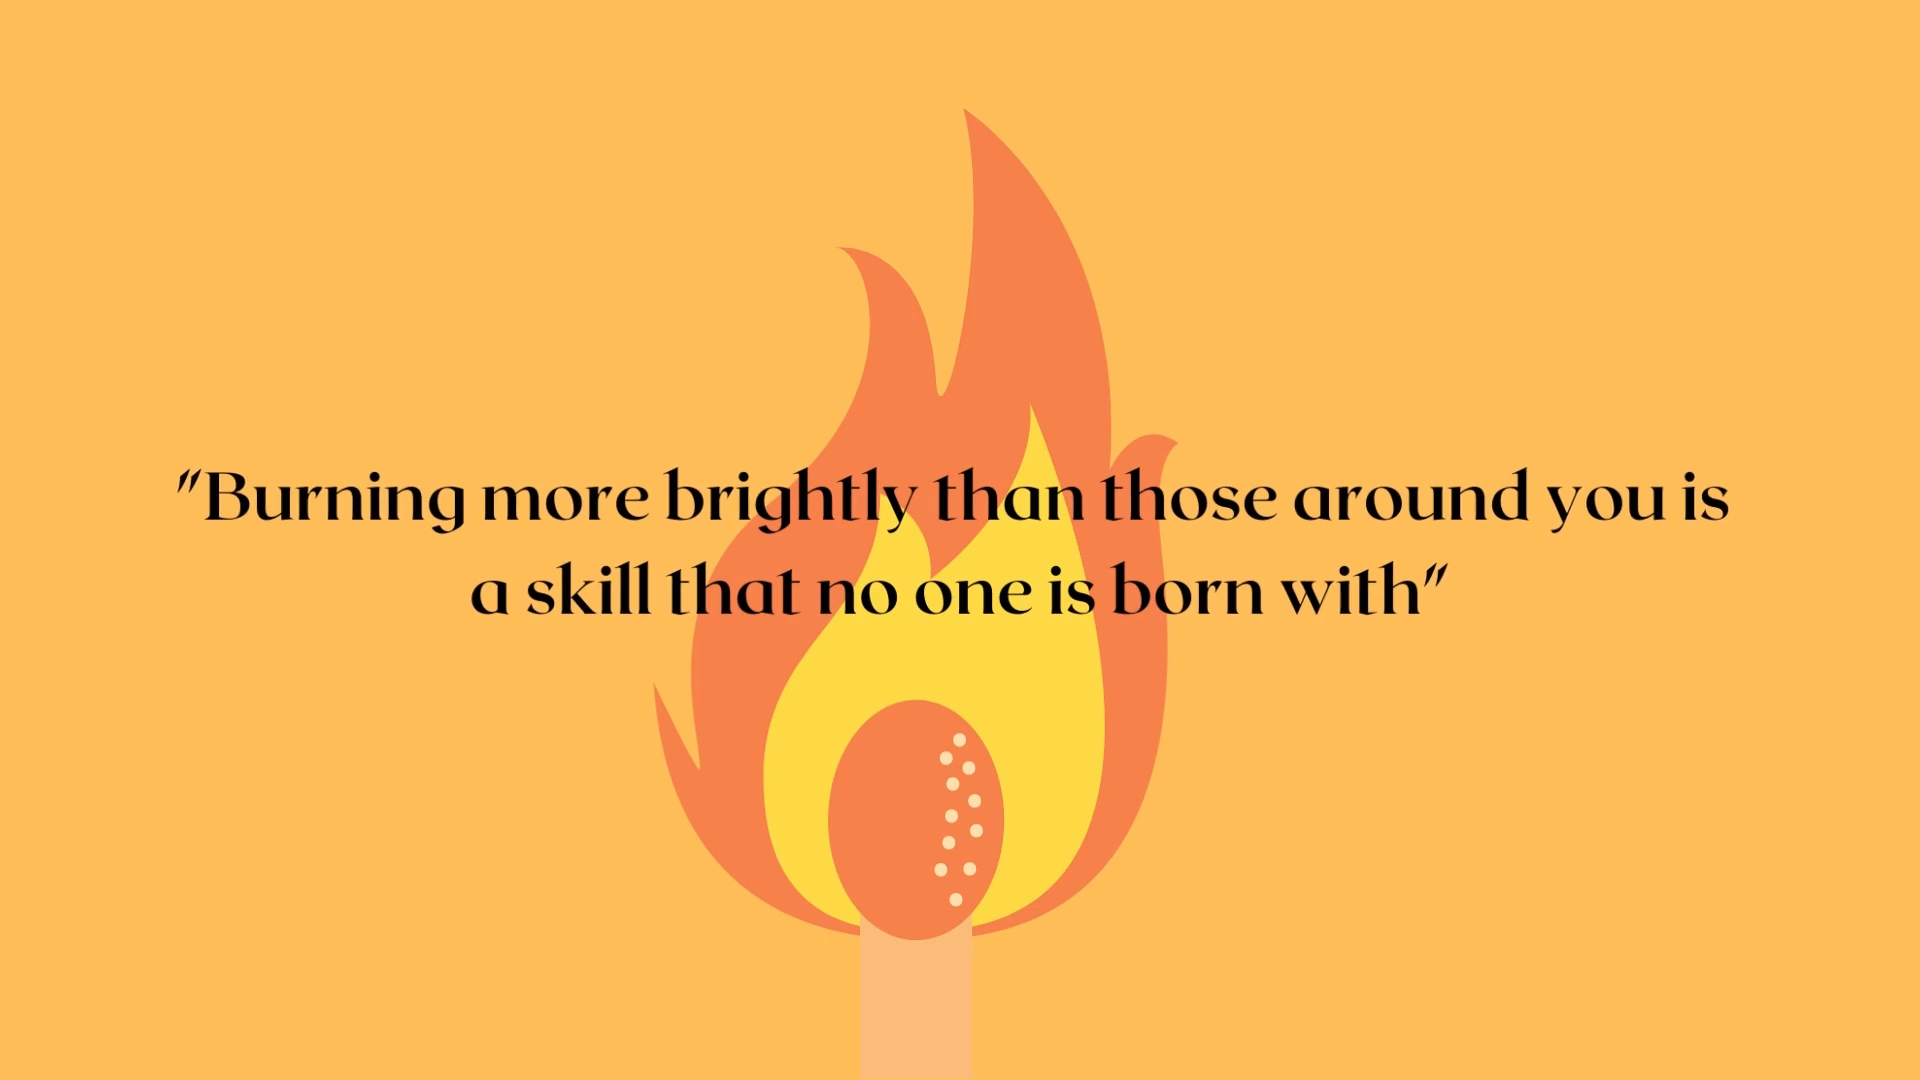 "Burning more brightly than those around you is
a skill that no one is born with"